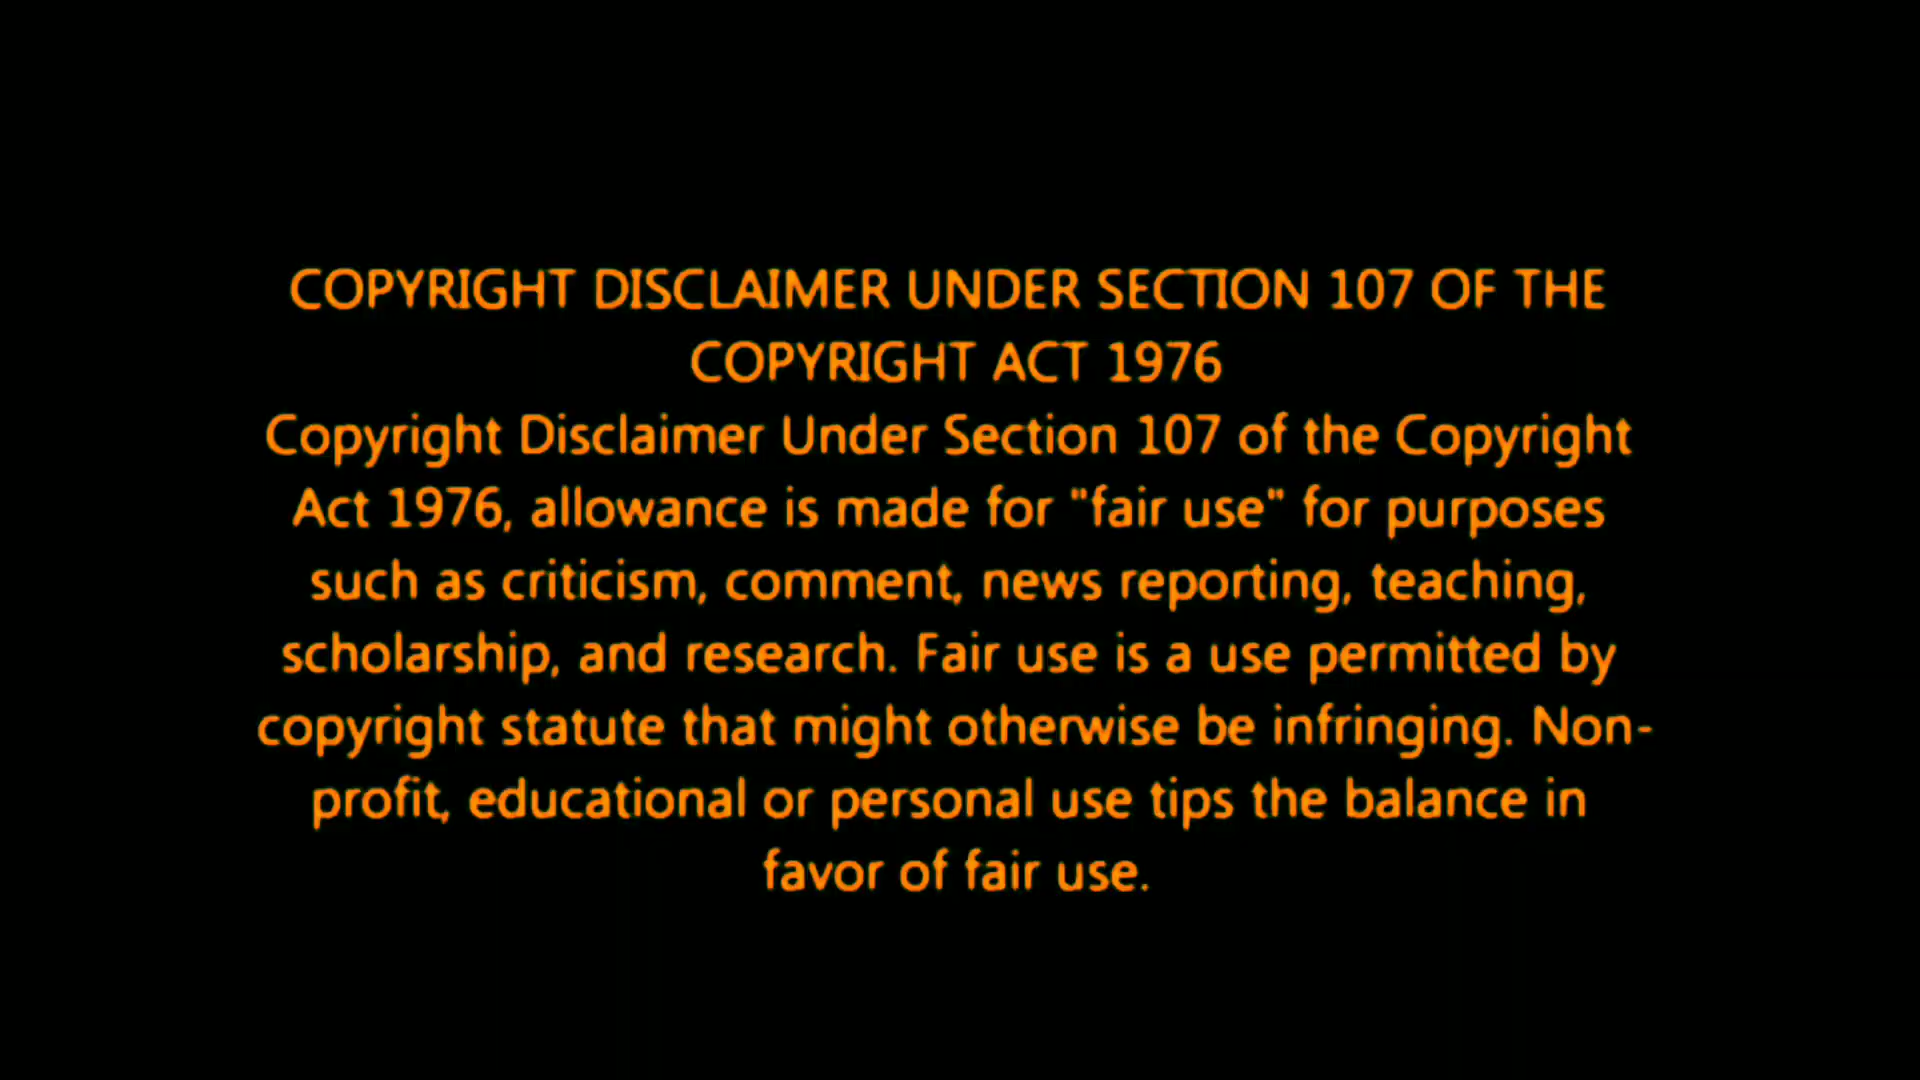 COPYRIGHT DISCLAIMER UNDER SECTION 107 OF THE
COPYRIGHT ACT 1976
Copyright Disclaimer Under Section 107 of the Copyright
Act 1976, allowance is made for "fair use" for purposes
such as criticism, comment, news reporting, teaching,
scholarship, and research. Fair use is a use permitted by
copyright statute that might otherwise be infringing. Non-
profit, educational or personal use tips the balance in
favor of fair use.